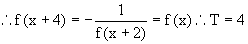 ∴f(x+4) = −1/f(x+2) = f(x)∴T = 4